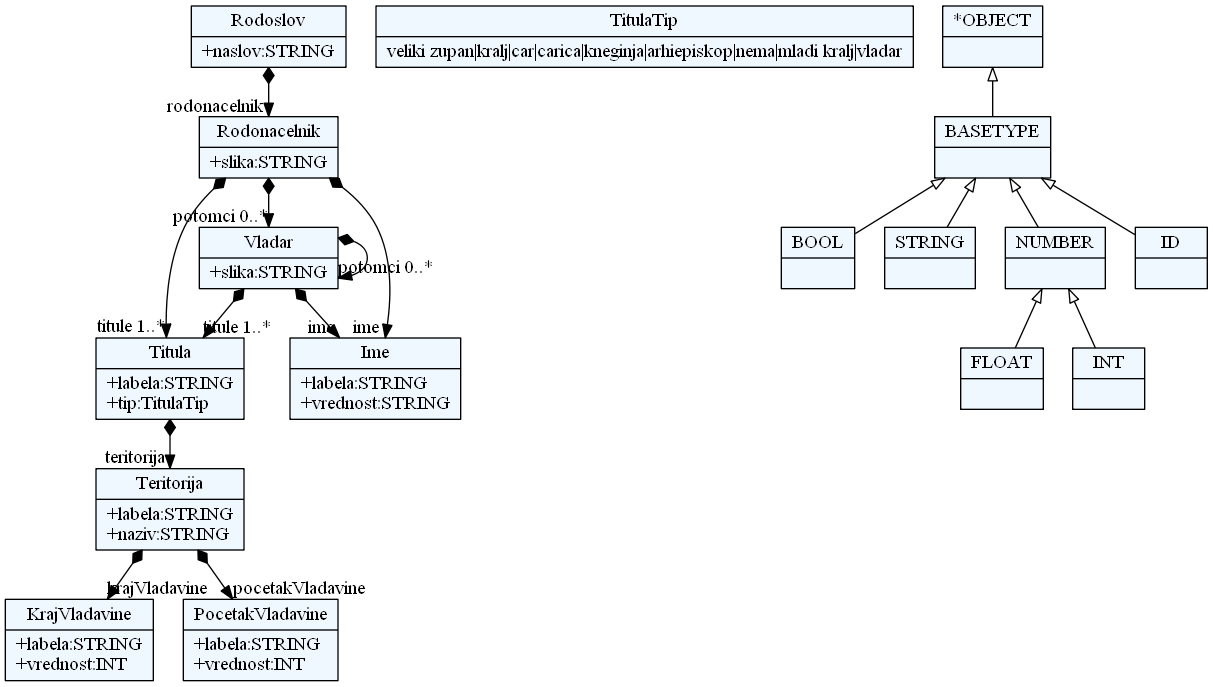 Rodoslov
+naslov:STRING
TitulaTip
veliki zupan|kralj|car|carica|kneginja|arhiepiskop|nema|mladi kralj|vladar
*OBJECT
rodonacelnik
Rodonacelnik
+slika:STRING
BASETYPE
potomci 0..*
Vladar
+slika:STRING
potomci 0..*
BOOL
STRING
NUMBER
ID
titule 1..*
titule 1..*
ime
ime
Titula
+labela:STRING
+tip:TitulaTip
Ime
+labela:STRING
+vrednost:STRING
FLOAT
INT
teritorija
Teritorija
+labela:STRING
+naziv:STRING
krajVladavine
pocetakVladavine
KrajVladavine
+labela:STRING
+vrednost:INT
PocetakVladavine
+labela:STRING
+vrednost:INT